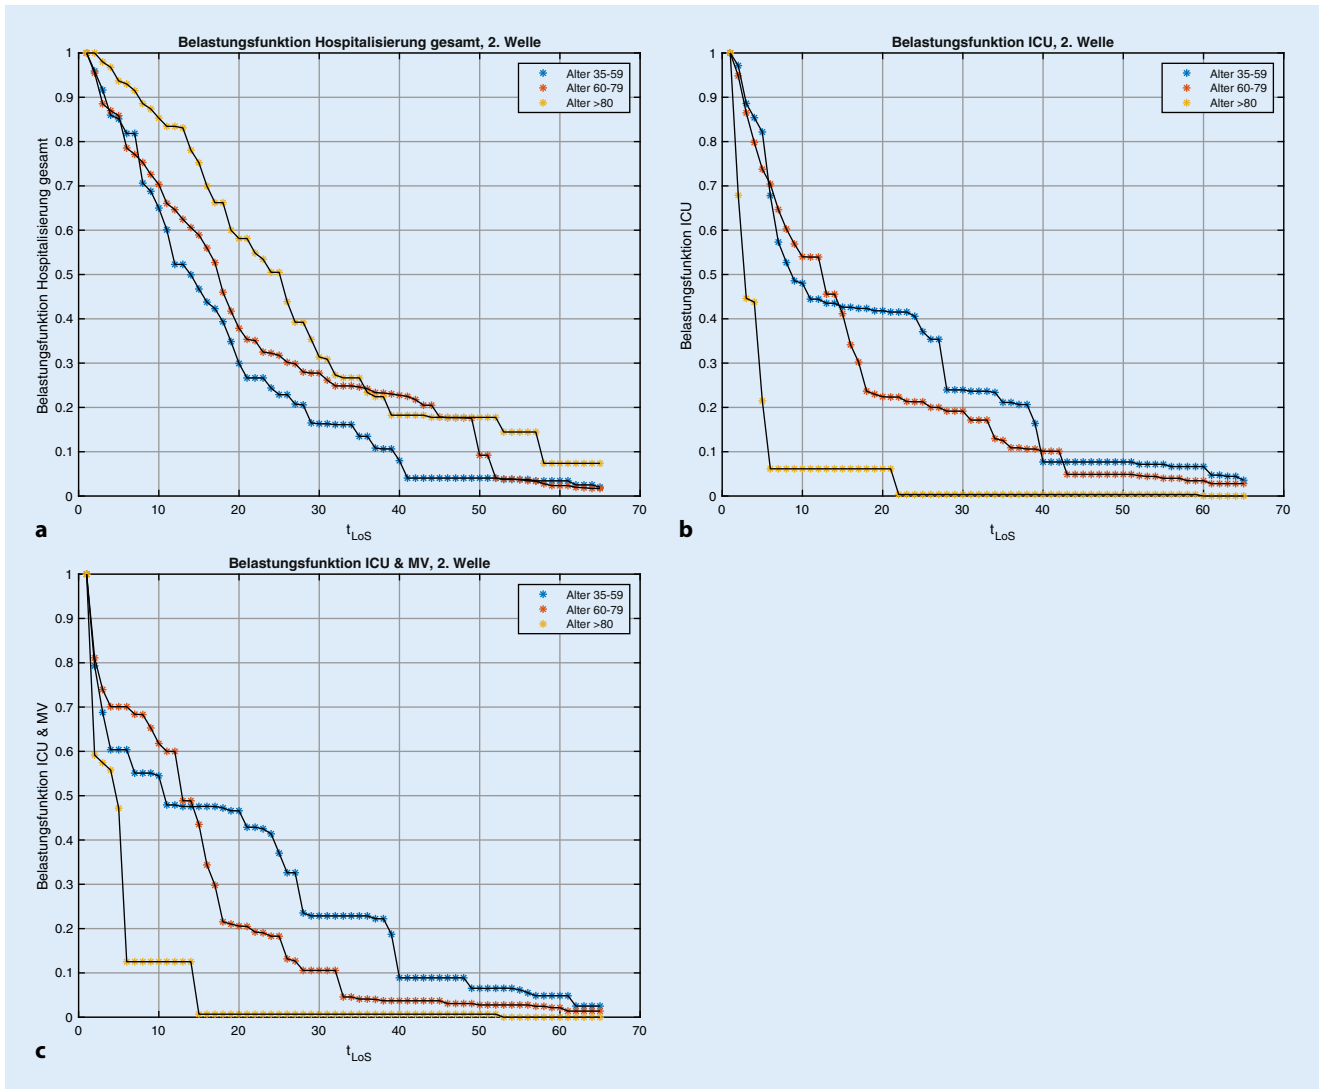 Belastungsfunktion Hospitalisierung gesamt, 2. Welle
Belastungsfunktion Hospitalisierung gesamt
1
0.9
0.8
0.7
0.6
0.5
0.4
0.3
0.2
0.1
0
0 10 20 30 40 50 60 70
t_LoS
Alter 35-59
Alter 60-79
Alter >80
a
Belastungsfunktion ICU, 2. Welle
Belastungsfunktion ICU
1
0.9
0.8
0.7
0.6
0.5
0.4
0.3
0.2
0.1
0
0 10 20 30 40 50 60 70
t_LoS
Alter 35-59
Alter 60-79
Alter >80
b
Belastungsfunktion ICU & MV, 2. Welle
Belastungsfunktion ICU & MV
1
0.9
0.8
0.7
0.6
0.5
0.4
0.3
0.2
0.1
0
0 10 20 30 40 50 60 70
t_LoS
Alter 35-59
Alter 60-79
Alter >80
c